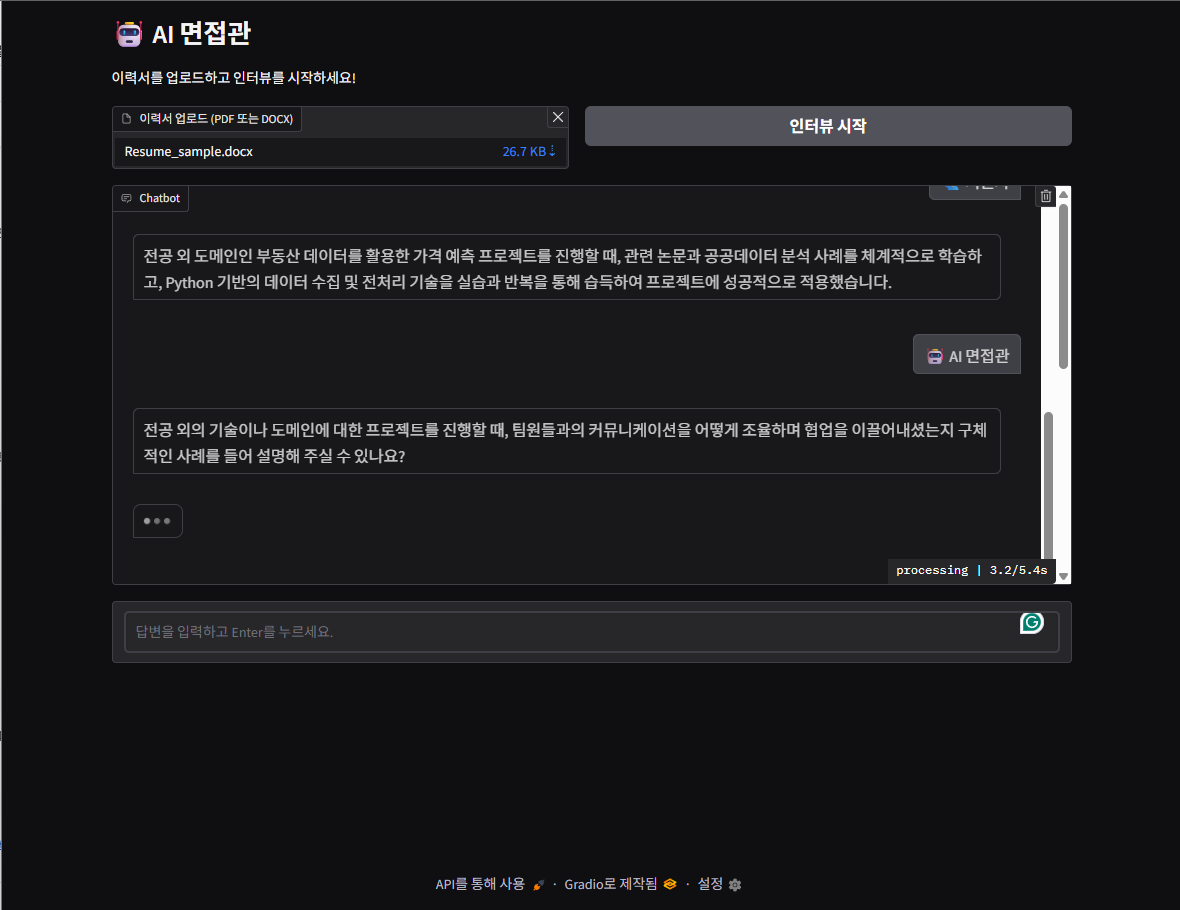 AI 면접관
이력서를 업로드하고 인터뷰를 시작하세요!
이력서 업로드 (PDF 또는 DOCX)
인터뷰 시작
Resume_sample.docx 26.7 KB ⇣
Chatbot
전공 외 도메인인 부동산 데이터를 활용한 가격 예측 프로젝트를 진행할 때, 관련 논문과 공공데이터 분석 사례를 체계적으로 학습하
고, Python 기반의 데이터 수집 및 전처리 기술을 실습과 반복을 통해 습득하여 프로젝트에 성공적으로 적용했습니다.
AI 면접관
전공 외의 기술이나 도메인에 대한 프로젝트를 진행할 때, 팀원들과의 커뮤니케이션을 어떻게 조율하며 협업을 이끌어내셨는지 구체
적인 사례를 들어 설명해 주실 수 있나요?
processing | 3.2/5.4s
답변을 입력하고 Enter를 누르세요.
API를 통해 사용 · Gradio로 제작됨 · 설정